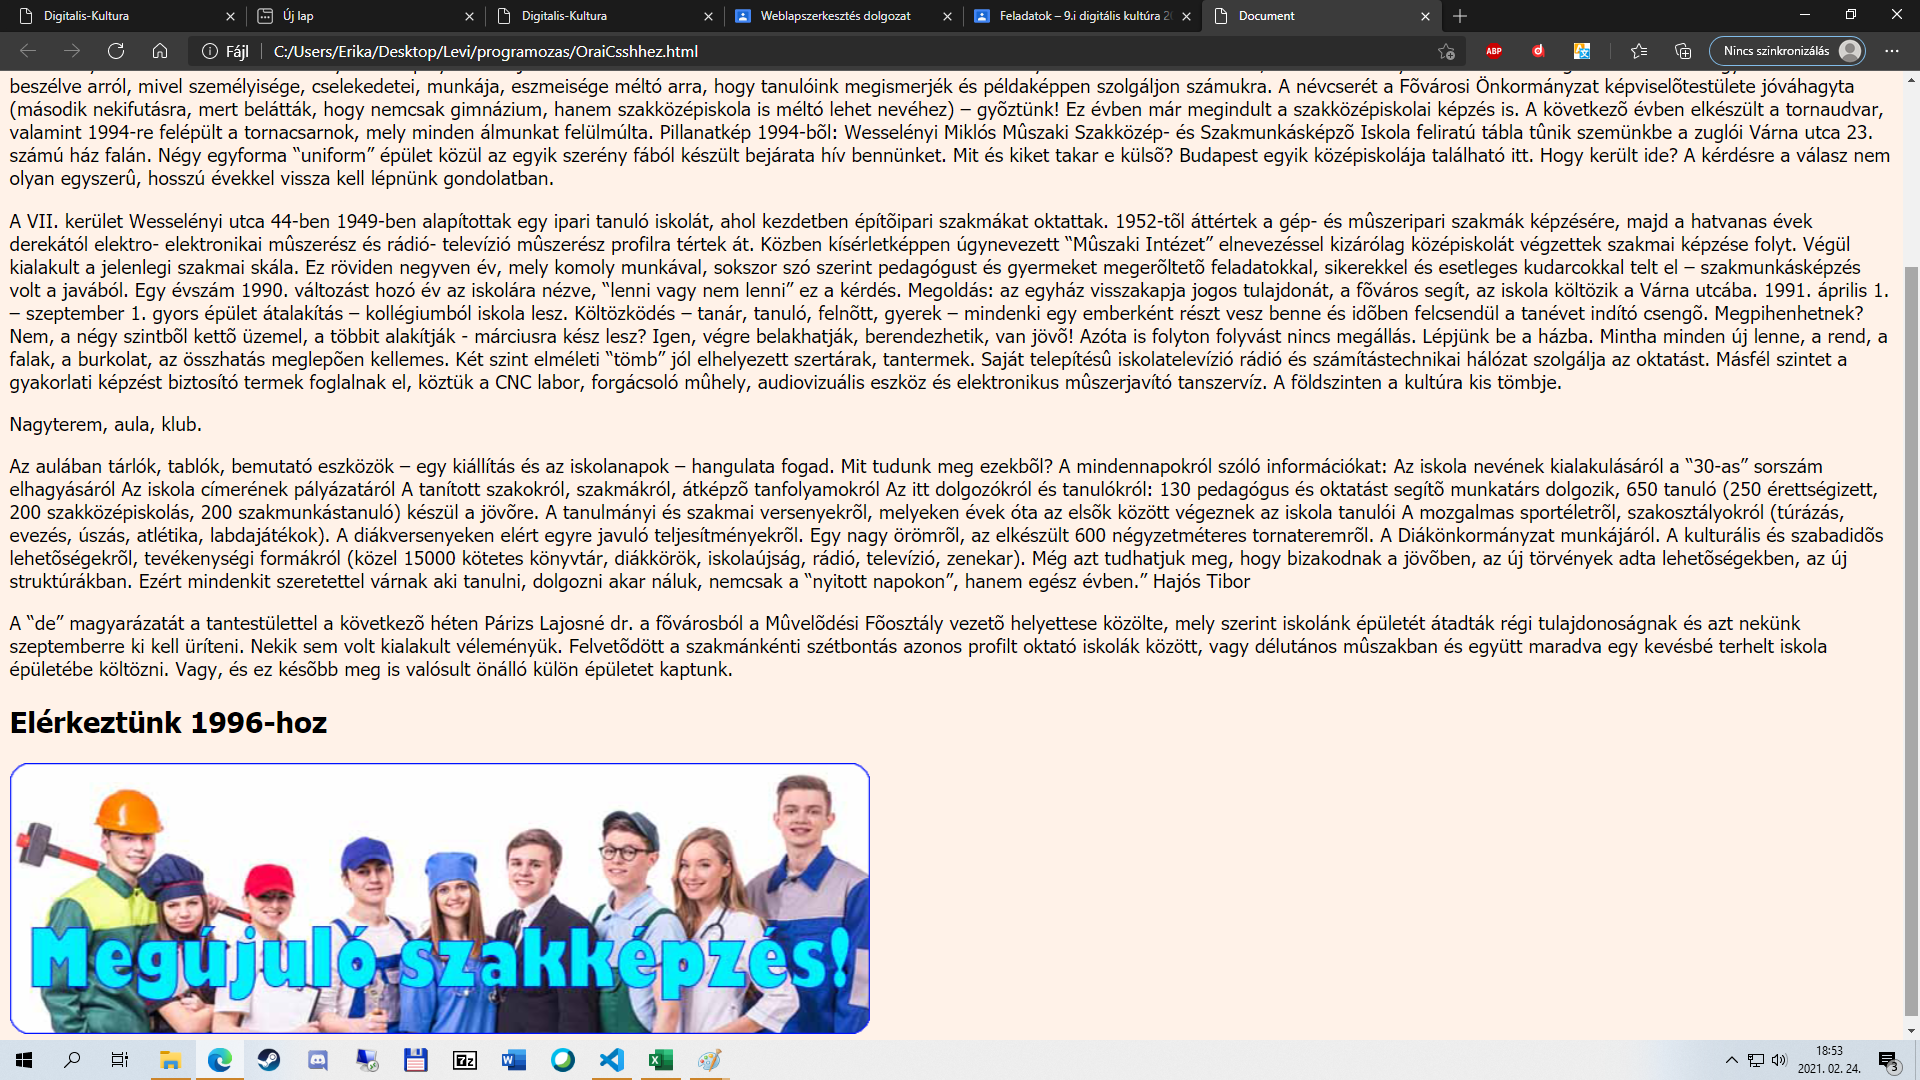 Digitalis-Kultura
Új lap
Digitalis-Kultura
Weblapszerkesztés dolgozat
Feladatok – 9.i digitális kultúra
Document
Fájl
C:/Users/Erika/Desktop/Levi/programozas/OraiCsshhez.html
ABP
Nincs szinkronizálás
beszélve arról, mivel személyisége, cselekedetei, munkája, eszmeisége méltó arra, hogy tanulóink megismerjék és példaképpen szolgáljon számukra. A névcserét a Fõvárosi Önkormányzat képviselõtestülete jóváhagyta
(második nekifutásra, mert belátták, hogy nemcsak gimnázium, hanem szakközépiskola is méltó lehet nevéhez) – gyõztünk! Ez évben már megindult a szakközépiskolai képzés is. A következõ évben elkészült a tornaudvar,
valamint 1994-re felépült a tornacsarnok, mely minden álmunkat felülmúlta. Pillanatkép 1994-bõl: Wesselényi Miklós Mûszaki Szakközép- és Szakmunkásképzõ Iskola feliratú tábla tûnik szemünkbe a zuglói Várna utca 23.
számú ház falán. Négy egyforma “uniform” épület közül az egyik szerény fából készült bejárata hív bennünket. Mit és kiket takar e külsõ? Budapest egyik középiskolája található itt. Hogy került ide? A kérdésre a válasz nem
olyan egyszerû, hosszú évekkel vissza kell lépnünk gondolatban.
A VII. kerület Wesselényi utca 44-ben 1949-ben alapítottak egy ipari tanuló iskolát, ahol kezdetben építõipari szakmákat oktattak. 1952-tõl áttértek a gép- és mûszeripari szakmák képzésére, majd a hatvanas évek
derekától elektro- elektronikai mûszerész és rádió- televízió mûszerész profilra tértek át. Közben kísérletképpen úgynevezett “Mûszaki Intézet” elnevezéssel kizárólag középiskolát végzettek szakmai képzése folyt. Végül
kialakult a jelenlegi szakmai skála. Ez röviden negyven év, mely komoly munkával, sokszor szó szerint pedagógust és gyermeket megerõltetõ feladatokkal, sikerekkel és esetleges kudarcokkal telt el – szakmunkásképzés
volt a javából. Egy évszám 1990. változást hozó év az iskolára nézve, “lenni vagy nem lenni” ez a kérdés. Megoldás: az egyház visszakapja jogos tulajdonát, a fõváros segít, az iskola költözik a Várna utcába. 1991. április 1.
– szeptember 1. gyors épület átalakítás – kollégiumból iskola lesz. Költözködés – tanár, tanuló, felnõtt, gyerek – mindenki egy emberként részt vesz benne és idõben felcsendül a tanévet indító csengõ. Megpihenhetnek?
Nem, a négy szintbõl kettõ üzemel, a többit alakítják - márciusra kész lesz? Igen, végre belakhatják, berendezhetik, van jövõ! Azóta is folyton folyvást nincs megállás. Lépjünk be a házba. Mintha minden új lenne, a rend, a
falak, a burkolat, az összhatás meglepõen kellemes. Két szint elméleti “tömb” jól elhelyezett szertárak, tantermek. Saját telepítésû iskolatelevízió rádió és számítástechnikai hálózat szolgálja az oktatást. Másfél szintet a
gyakorlati képzést biztosító termek foglalnak el, köztük a CNC labor, forgácsoló mûhely, audiovizuális eszköz és elektronikus mûszerjavító tanszervíz. A földszinten a kultúra kis tömbje.
Nagyterem, aula, klub.
Az aulában tárlók, tablók, bemutató eszközök – egy kiállítás és az iskolanapok – hangulata fogad. Mit tudunk meg ezekbõl? A mindennapokról szóló információkat: Az iskola nevének kialakulásáról a “30-as” sorszám
elhagyásáról Az iskola címerének pályázatáról A tanított szakokról, szakmákról, átképzõ tanfolyamokról Az itt dolgozókról és tanulókról: 130 pedagógus és oktatást segítõ munkatárs dolgozik, 650 tanuló (250 érettségizett,
200 szakközépiskolás, 200 szakmunkástanuló) készül a jövõre. A tanulmányi és szakmai versenyekrõl, melyeken évek óta az elsõk között végeznek az iskola tanulói A mozgalmas sportéletrõl, szakosztályokról (túrázás,
evezés, úszás, atlétika, labdajátékok). A diákversenyeken elért egyre javuló teljesítményekrõl. Egy nagy örömrõl, az elkészült 600 négyzetméteres tornateremrõl. A Diákönkormányzat munkájáról. A kulturális és szabadidõs
lehetõségekrõl, tevékenységi formákról (közel 15000 kötetes könyvtár, diákkörök, iskolaújság, rádió, televízió, zenekar). Még azt tudhatjuk meg, hogy bizakodnak a jövõben, az új törvények adta lehetõségekben, az új
struktúrákban. Ezért mindenkit szeretettel várnak aki tanulni, dolgozni akar náluk, nemcsak a “nyitott napokon”, hanem egész évben.” Hajós Tibor
A “de” magyarázatát a tantestülettel a következõ héten Párizs Lajosné dr. a fõvárosból a Mûvelõdési Fõosztály vezetõ helyettese közölte, mely szerint iskolánk épületét átadták régi tulajdonoságnak és azt nekünk
szeptemberre ki kell üríteni. Nekik sem volt kialakult véleményük. Felvetõdött a szakmánkénti szétbontás azonos profilt oktató iskolák között, vagy délutános mûszakban és együtt maradva egy kevésbé terhelt iskola
épületébe költözni. Vagy, és ez késõbb meg is valósult önálló külön épületet kaptunk.
Elérkeztünk 1996-hoz
Megújuló szakképzés!
18:53
2021. 02. 24.
3